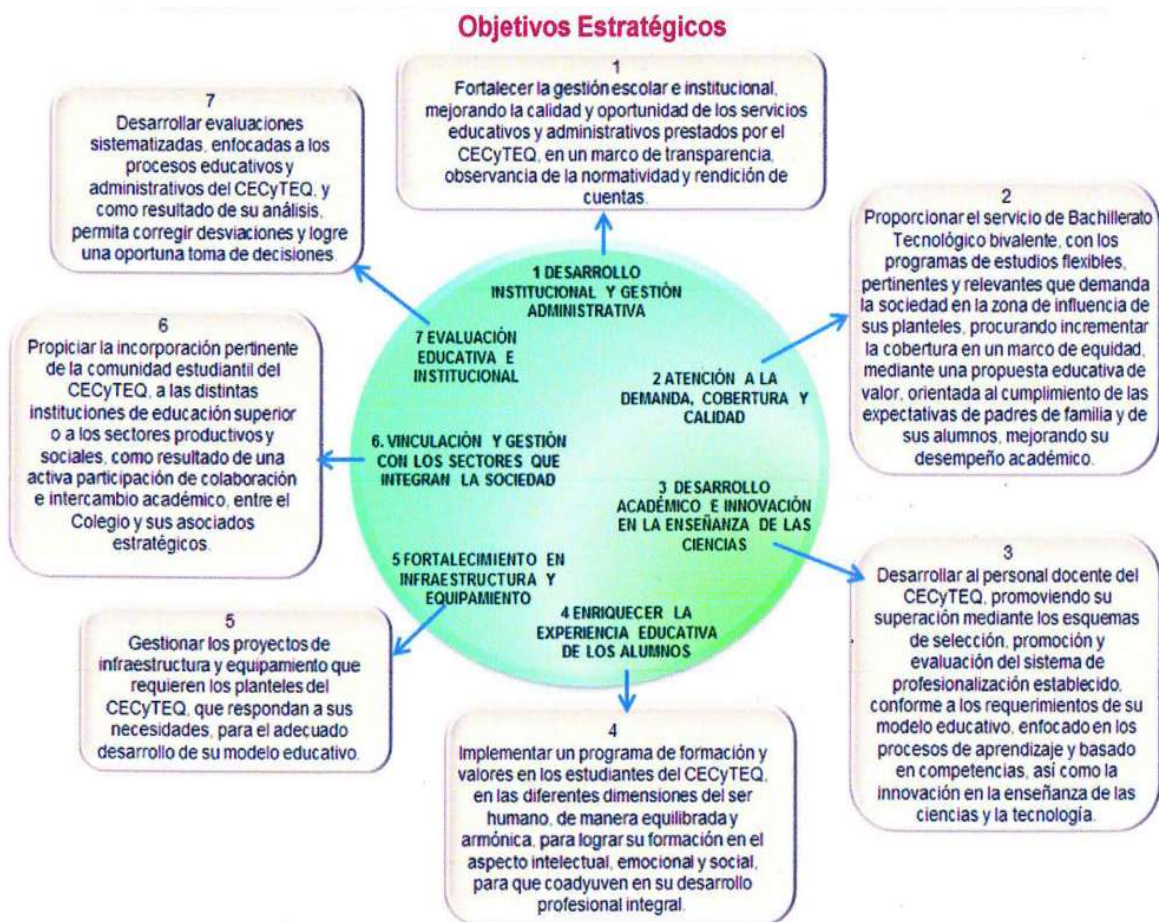 Objetivos Estratégicos
1
Fortalecer la gestión escolar e institucional,
mejorando la calidad y oportunidad de los servicios
educativos y administrativos prestados por el
CECyTEQ, en un marco de transparencia,
observancia de la normatividad y rendición de
cuentas.
2
Proporcionar el servicio de Bachillerato
Tecnológico bivalente, con los
programas de estudios flexibles,
pertinentes y relevantes que demanda
la sociedad en la zona de influencia de
sus planteles, procurando incrementar
la cobertura en un marco de equidad,
mediante una propuesta educativa de
valor, orientada al cumplimiento de las
expectativas de padres de familia y de
sus alumnos, mejorando su
desempeño académico.
3
Desarrollar al personal docente del
CECyTEQ, promoviendo su
superación mediante los esquemas
de selección, promoción y
evaluación del sistema de
profesionalización establecido,
conforme a los requerimientos de su
modelo educativo, enfocado en los
procesos de aprendizaje y basado
en competencias, así como la
innovación en la enseñanza de las
ciencias y la tecnología.
4
Implementar un programa de formación y
valores en los estudiantes del CECyTEQ,
en las diferentes dimensiones del ser
humano, de manera equilibrada y
armónica, para lograr su formación en el
aspecto intelectual, emocional y social,
para que coadyuven en su desarrollo
profesional integral.
5
Gestionar los proyectos de
infraestructura y equipamiento que
requieren los planteles del
CECyTEQ, que respondan a sus
necesidades, para el adecuado
desarrollo de su modelo educativo.
6
Propiciar la incorporación pertinente
de la comunidad estudiantil del
CECyTEQ, a las distintas
instituciones de educación superior
o a los sectores productivos y
sociales, como resultado de una
activa participación de colaboración
e intercambio académico, entre el
Colegio y sus asociados
estratégicos.
7
Desarrollar evaluaciones
sistematizadas, enfocadas a los
procesos educativos y
administrativos del CECyTEQ, y
como resultado de su análisis,
permita corregir desviaciones y logre
una oportuna toma de decisiones.
1 DESARROLLO
INSTITUCIONAL Y GESTIÓN
ADMINISTRATIVA
2 ATENCIÓN A LA
DEMANDA, COBERTURA Y
CALIDAD
3 DESARROLLO
ACADÉMICO E INNOVACIÓN
EN LA ENSEÑANZA DE LAS
CIENCIAS
4 ENRIQUECER LA
EXPERIENCIA EDUCATIVA
DE LOS ALUMNOS
5 FORTALECIMIENTO EN
INFRAESTRUCTURA Y
EQUIPAMIENTO
6. VINCULACIÓN Y GESTIÓN
CON LOS SECTORES QUE
INTEGRAN LA SOCIEDAD
7 EVALUACIÓN
EDUCATIVA E
INSTITUCIONAL